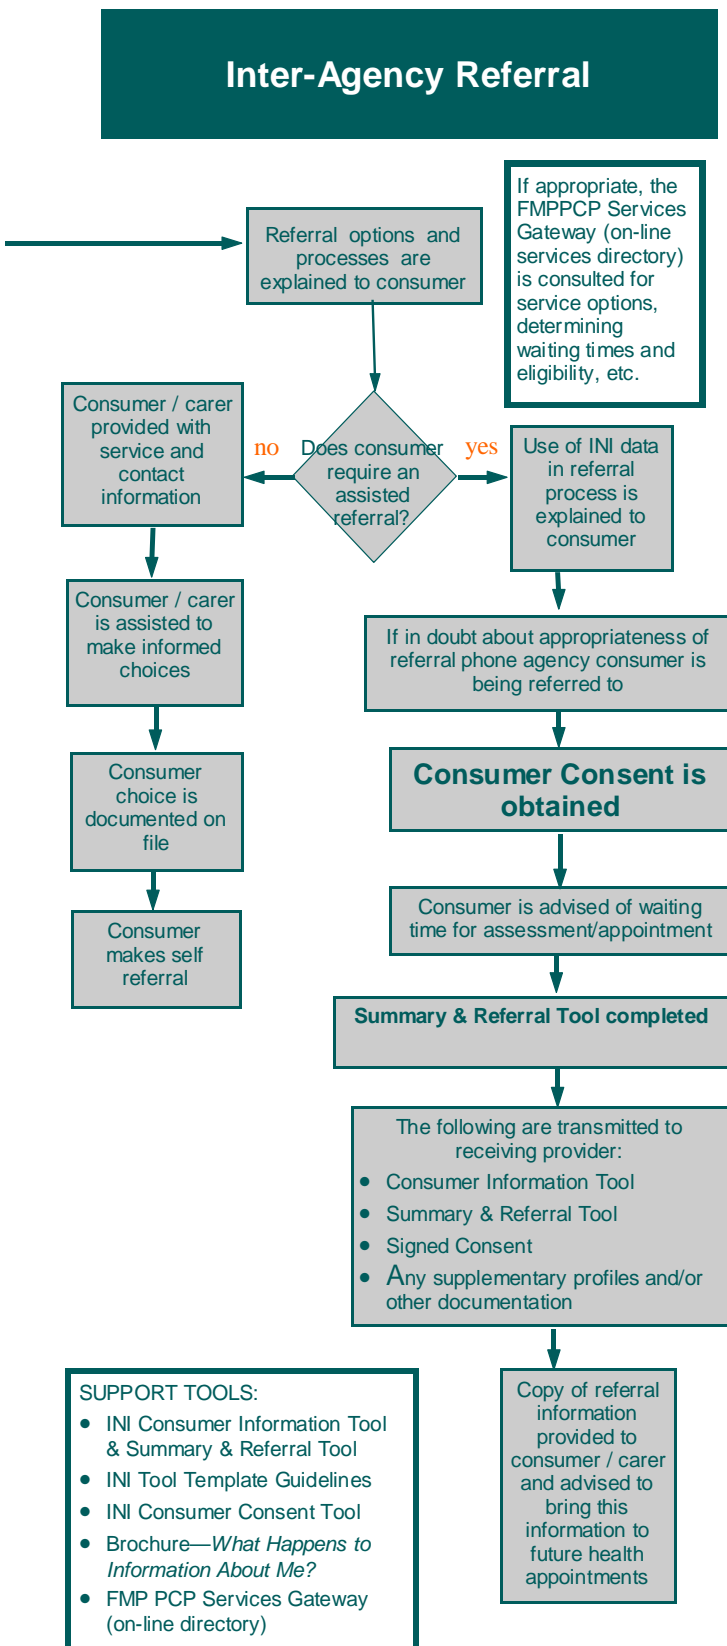 Inter-Agency Referral
If appropriate, the
FMPPCP Services
Gateway (on-line
services directory)
is consulted for
service options,
determining
waiting times and
eligibility, etc.
Referral options and
processes are
explained to consumer
Does consumer
require an
assisted
referral?
no
yes
Consumer / carer
provided with
service and
contact
information
Consumer / carer
is assisted to
make informed
choices
Consumer
choice is
documented on
file
Consumer
makes self
referral
Use of INI data
in referral
process is
explained to
consumer
If in doubt about appropriateness of
referral phone agency consumer is
being referred to
Consumer Consent is
obtained
Consumer is advised of waiting
time for assessment/appointment
Summary & Referral Tool completed
The following are transmitted to
receiving provider:
• Consumer Information Tool
• Summary & Referral Tool
• Signed Consent
• Any supplementary profiles and/or
other documentation
Copy of referral
information
provided to
consumer / carer
and advised to
bring this
information to
future health
appointments
SUPPORT TOOLS:
• INI Consumer Information Tool
& Summary & Referral Tool
• INI Tool Template Guidelines
• INI Consumer Consent Tool
• Brochure—What Happens to
Information About Me?
• FMP PCP Services Gateway
(on-line directory)